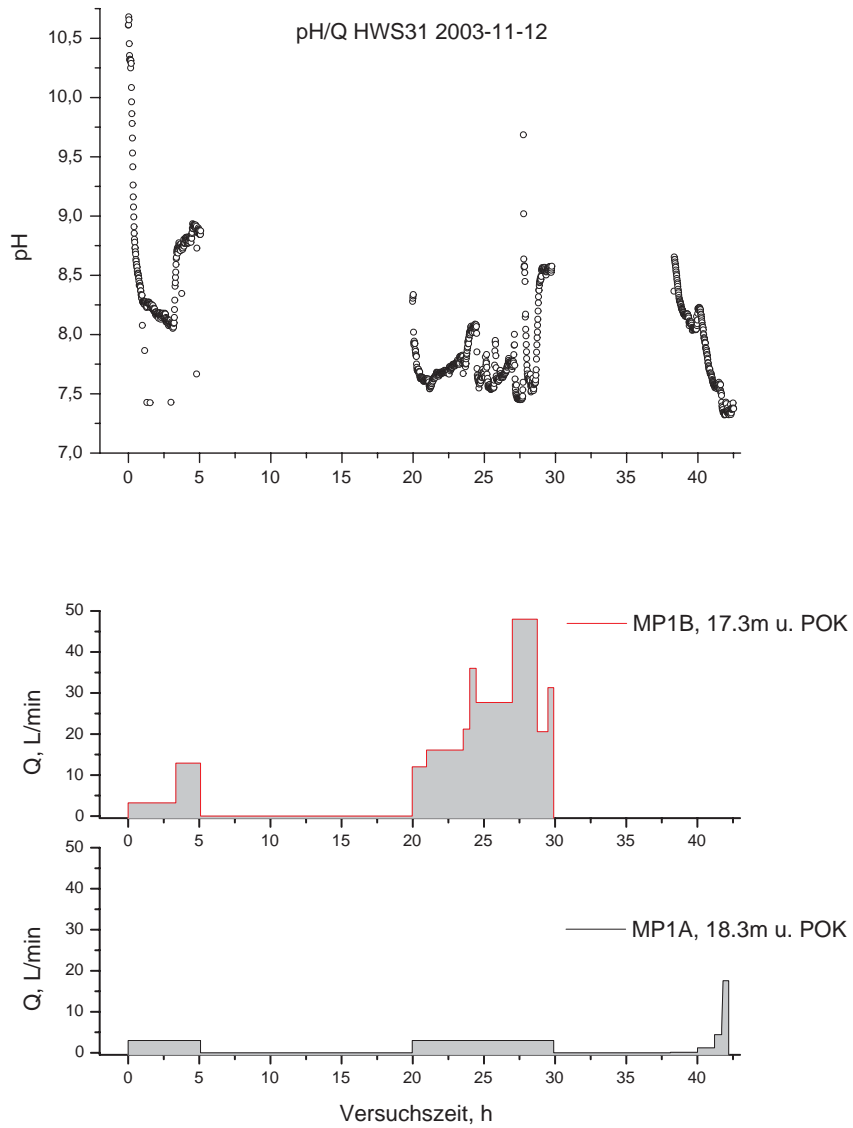 pH/Q HWS31 2003-11-12
10,5
10,0
9,5
9,0
8,5
8,0
7,5
7,0
pH
0 5 10 15 20 25 30 35 40
50
40
30
20
10
0
Q, L/min
MP1B, 17.3m u. POK
0 5 10 15 20 25 30 35 40
50
40
30
20
10
0
Q, L/min
MP1A, 18.3m u. POK
0 5 10 15 20 25 30 35 40
Versuchszeit, h